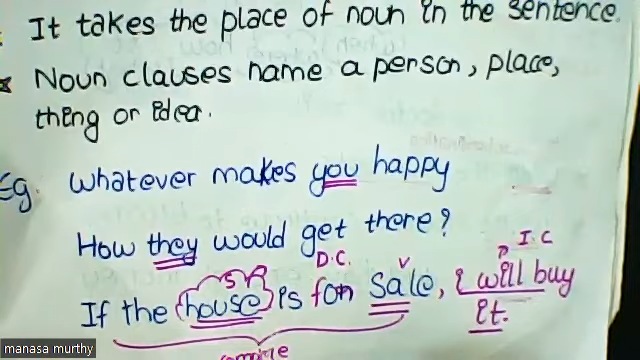 It takes the place of noun in the sentence.
Noun clauses name a person, place,
thing or idea.
Eg. Whatever makes you happy
How they would get there?
D.C. I.C
S V
If the house is for Sale, I will buy
it.
manasa murthy